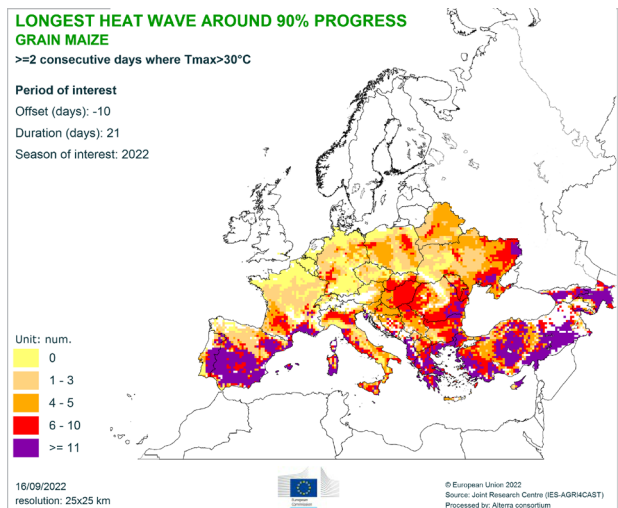 LONGEST HEAT WAVE AROUND 90% PROGRESS
GRAIN MAIZE
>=2 consecutive days where Tmax>30°C
Period of interest
Offset (days): -10
Duration (days): 21
Season of interest: 2022
Unit: num.
0
1 - 3
4 - 5
6 - 10
>= 11
16/09/2022
resolution: 25x25 km
European
Commission
© European Union 2022
Source: Joint Research Centre (IES-AGRI4CAST)
Processed by: Alterra consortium